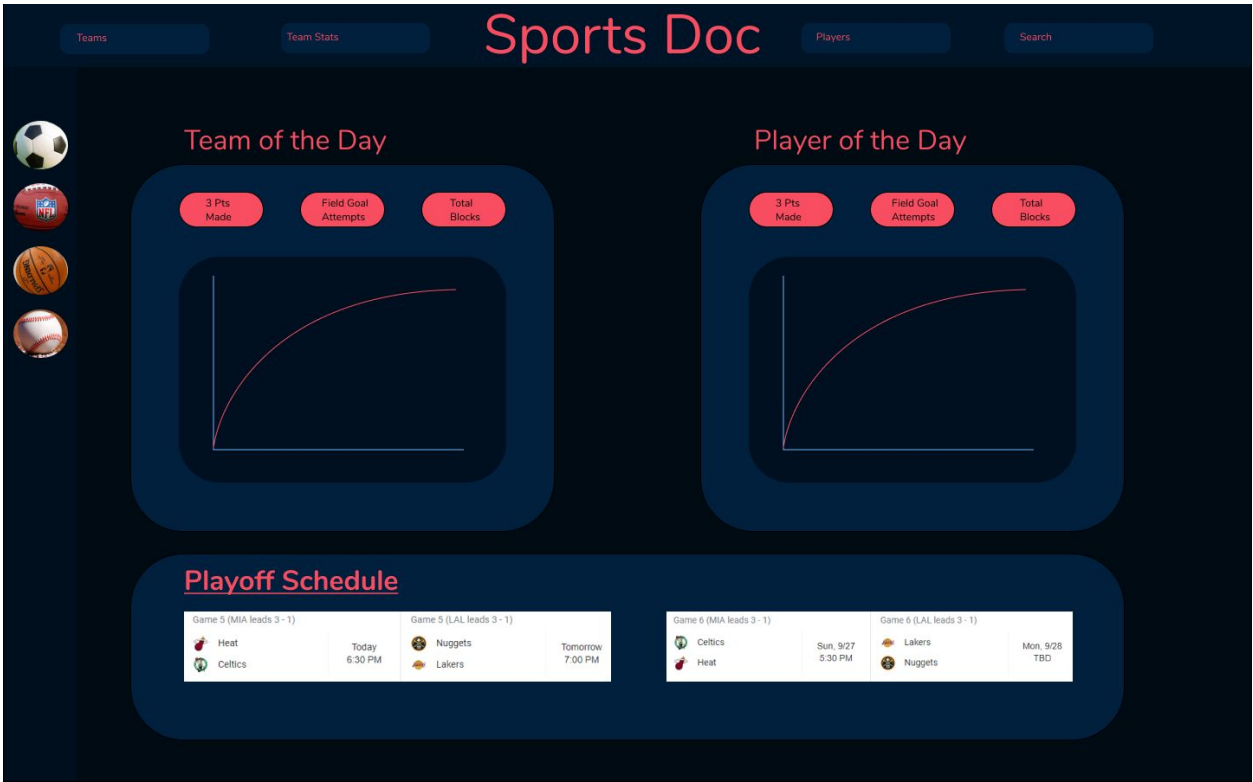 Sports Doc
Teams
Team Stats
Players
Search
Team of the Day
3 Pts
Made
Field Goal
Attempts
Total
Blocks
Player of the Day
3 Pts
Made
Field Goal
Attempts
Total
Blocks
NFL
Playoff Schedule
Game 5 (MIA leads 3 - 1)
Heat
Celtics
Today
6:30 PM
Game 5 (LAL leads 3 - 1)
Nuggets
Lakers
Tomorrow
7:00 PM
Game 6 (MIA leads 3 - 1)
Celtics
Heat
Sun, 9/27
5:30 PM
Game 6 (LAL leads 3 - 1)
Lakers
Nuggets
Mon, 9/28
TBD